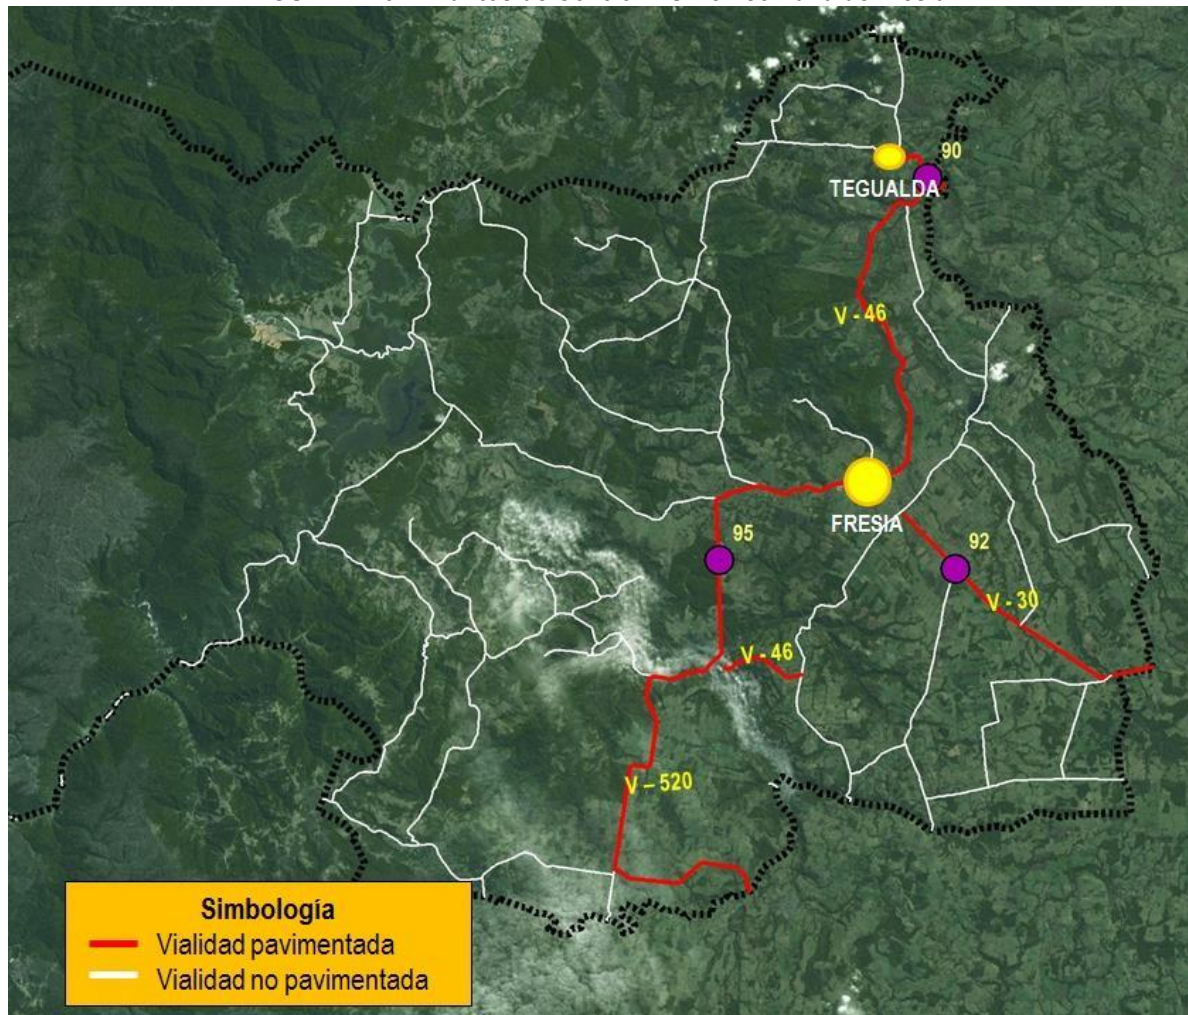 90
TEGUALDA
V - 46
FRESIA
95
92
V - 30
V - 46
V – 520
Simbología
Vialidad pavimentada
Vialidad no pavimentada